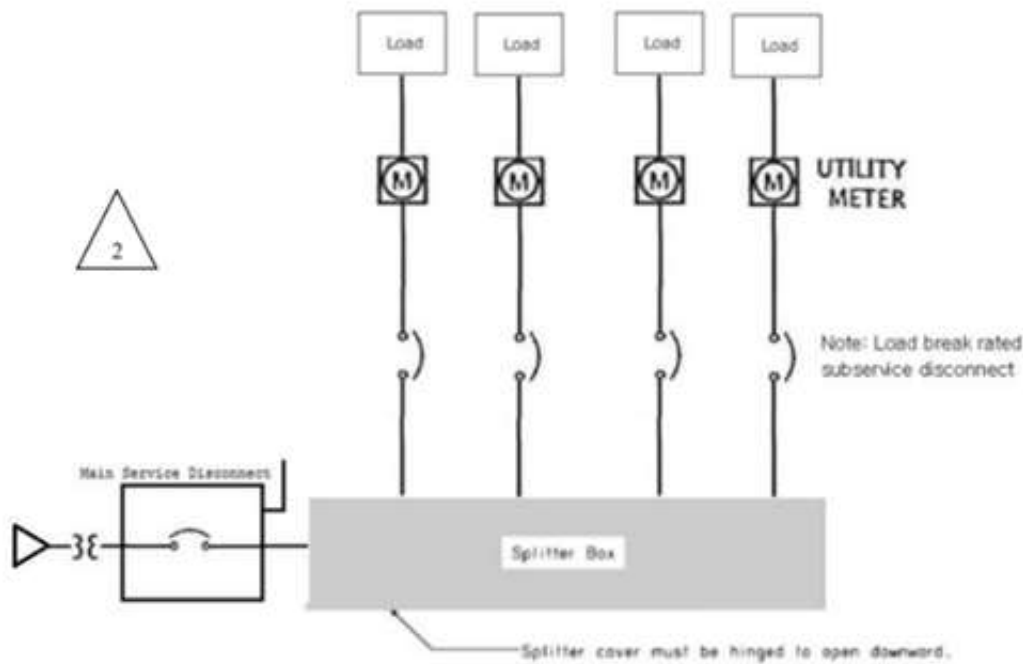 Load
Load
Load
Load
M
M
M
M
UTILITY
METER
2
Note: Load break rated
subservice disconnect
Main Service Disconnect
Splitter Box
Splitter cover must be hinged to open downward.